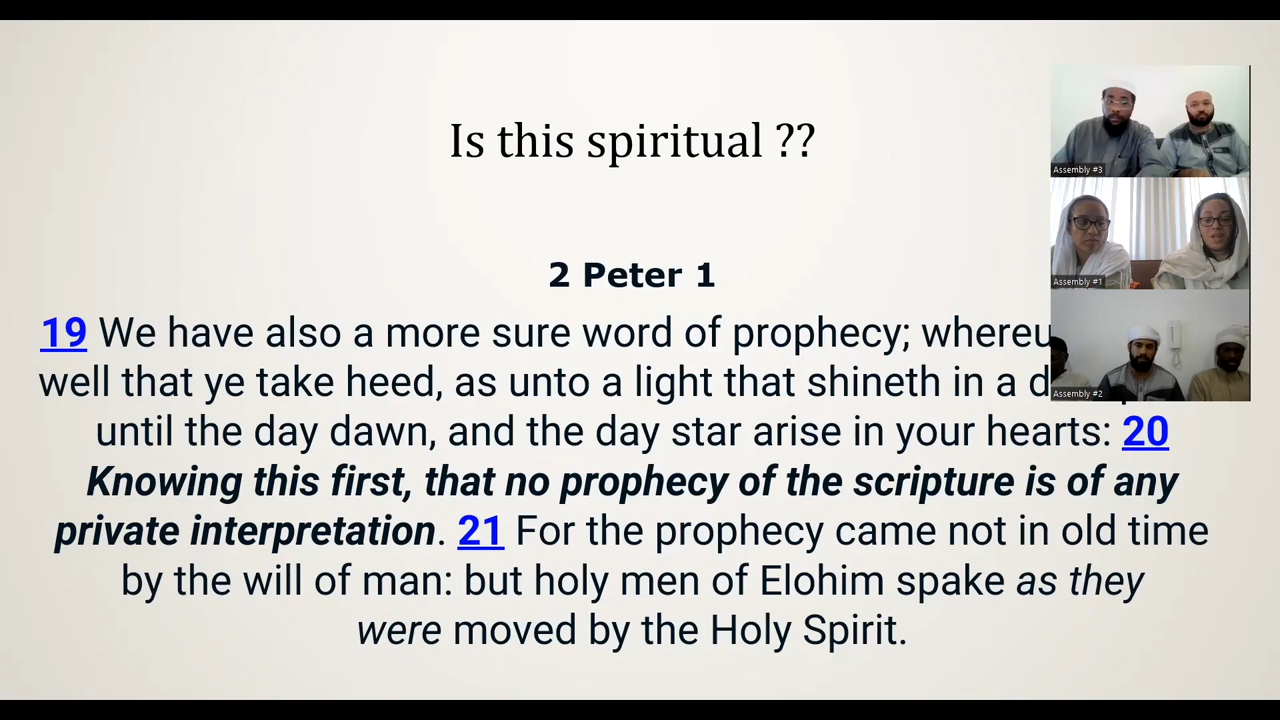 Is this spiritual ??
2 Peter 1
19 We have also a more sure word of prophecy; whereu
well that ye take heed, as unto a light that shineth in a d
until the day dawn, and the day star arise in your hearts: 20
Knowing this first, that no prophecy of the scripture is of any
private interpretation. 21 For the prophecy came not in old time
by the will of man: but holy men of Elohim spake as they
were moved by the Holy Spirit.
Assembly #3
Assembly #1
Assembly #2